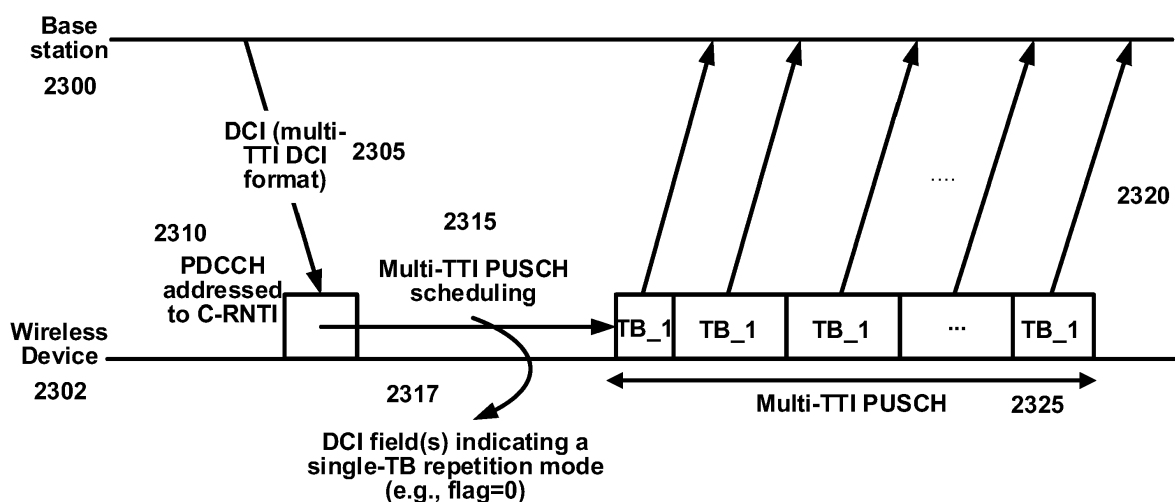 Base
station
2300
DCI (multi-
TTI DCI
format)
2305
....
2320
2310
PDCCH
addressed
to C-RNTI
2315
Multi-TTI PUSCH
scheduling
TB_1
TB_1
TB_1
...
TB_1
Wireless
Device
2302
2317
Multi-TTI PUSCH
2325
DCI field(s) indicating a
single-TB repetition mode
(e.g., flag=0)